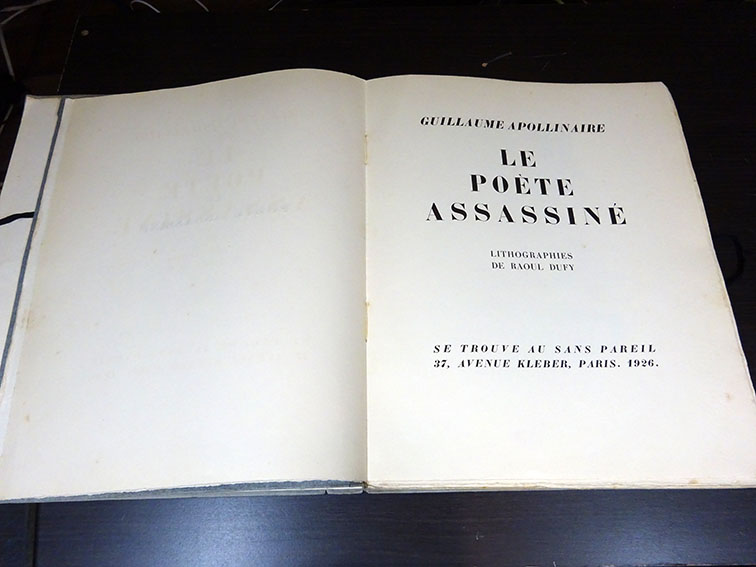 GUILLAUME APOLLINAIRE
LE
POÈTE
ASSASSINÉ
LITHOGRAPHIES
DE RAOUL DUFY
SE TROUVE AU SANS PAREIL
37, AVENUE KLEBER, PARIS. 1926.